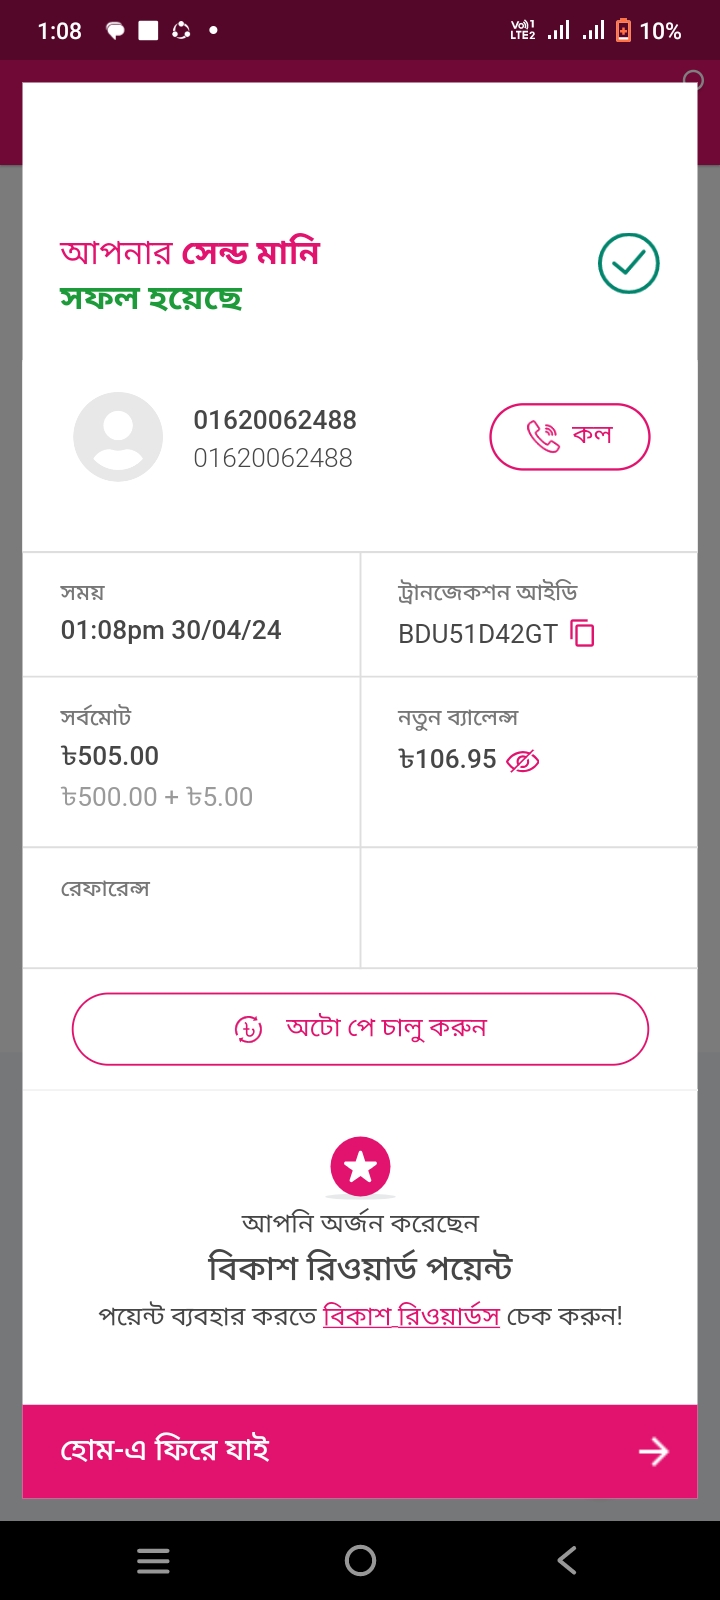 1:08
Vo)) 1
LTE2
10%
আপনার সেন্ড মানি
সফল হয়েছে
01620062488
01620062488
কল
সময়
01:08pm 30/04/24
ট্রানজেকশন আইডি
BDU51D42GT
সর্বমোট
৳505.00
৳500.00 + ৳5.00
নতুন ব্যালেন্স
৳106.95
রেফারেন্স
অটো পে চালু করুন
আপনি অর্জন করেছেন
বিকাশ রিওয়ার্ড পয়েন্ট
পয়েন্ট ব্যবহার করতে বিকাশ রিওয়ার্ডস চেক করুন!
হোম-এ ফিরে যাই